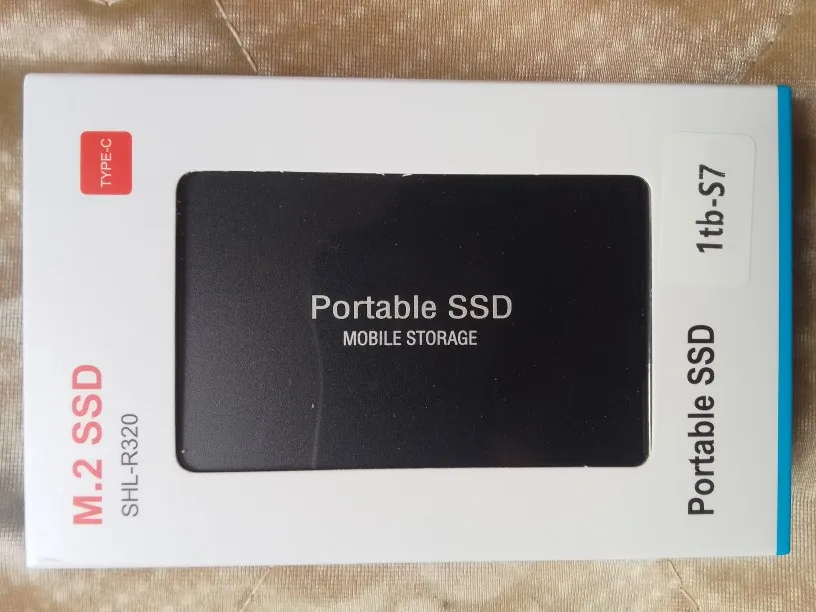 TYPE-C
M.2 SSD
SHL-R320
Portable SSD
MOBILE STORAGE
1tb-S7
Portable SSD